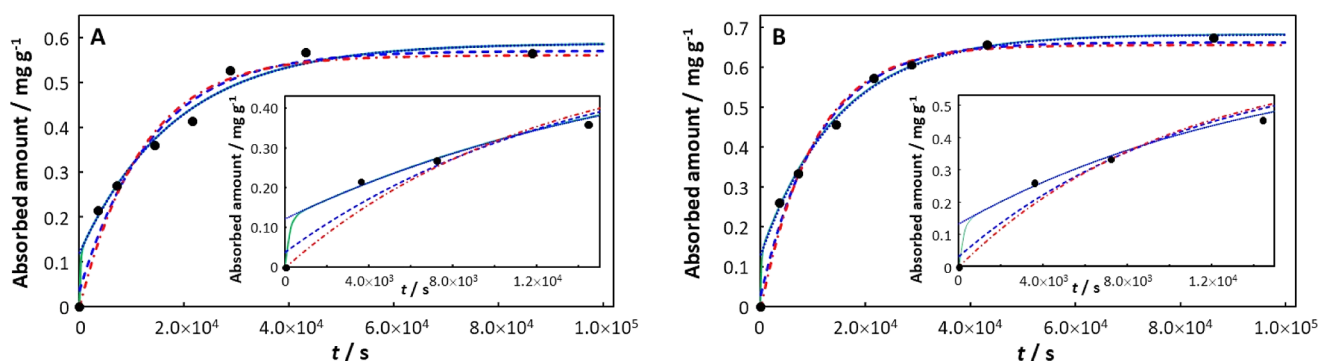 A
Absorbed amount / mg g⁻¹
0.6
0.5
0.4
0.3
0.2
0.1
0
0 2.0×10⁴ 4.0×10⁴ 6.0×10⁴ 8.0×10⁴ 1.0×10⁵
t / s
Absorbed amount / mg g⁻¹
0.40
0.30
0.20
0.10
0
0 4.0×10³ 8.0×10³ 1.2×10⁴
t / s
B
Absorbed amount / mg g⁻¹
0.7
0.6
0.5
0.4
0.3
0.2
0.1
0
0 2.0×10⁴ 4.0×10⁴ 6.0×10⁴ 8.0×10⁴ 1.0×10⁵
t / s
Absorbed amount / mg g⁻¹
0.5
0.4
0.3
0.2
0.1
0
0 4.0×10³ 8.0×10³ 1.2×10⁴
t / s